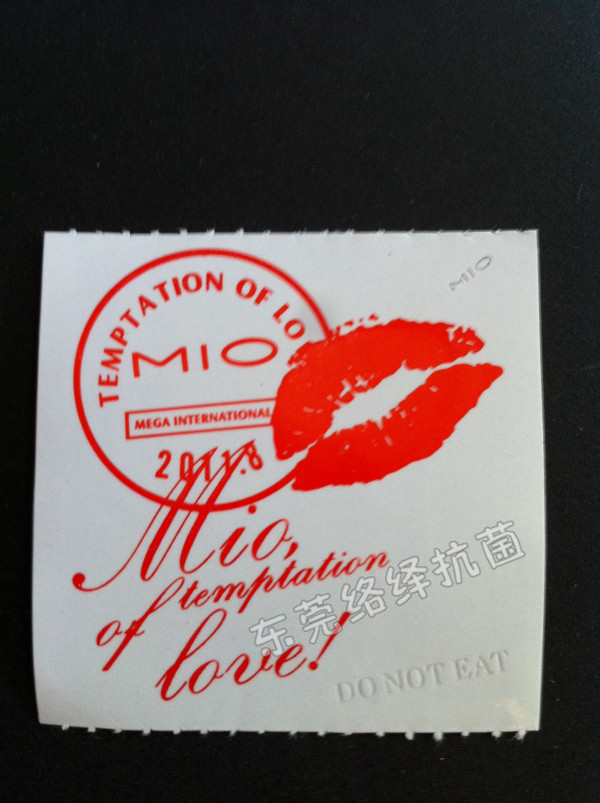 TEMPTATION OF LO
MIO
MIO
MEGA INTERNATIONAL
2011.8
Mio,
of temptation
love!
东莞络绎抗菌
DO NOT EAT